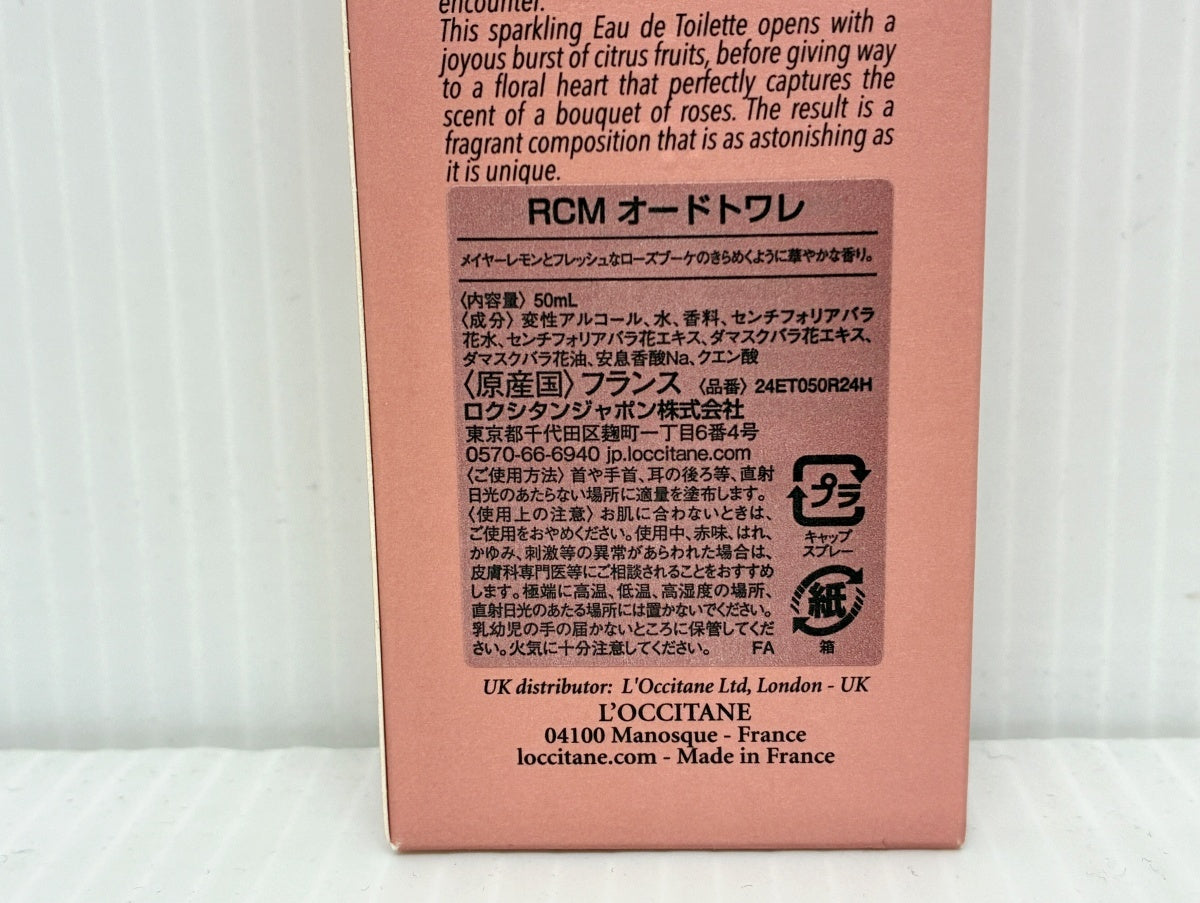 encounter.
This sparkling Eau de Toilette opens with a
joyous burst of citrus fruits, before giving way
to a floral heart that perfectly captures the
scent of a bouquet of roses. The result is a
fragrant composition that is as astonishing as
it is unique.
RCM オードトワレ
メイヤーレモンとフレッシュなローズブーケのきらめくように華やかな香り。
〈内容量〉 50mL
〈成分〉変性アルコール、水、香料、センチフォリアバラ
花水、センチフォリアバラ花エキス、ダマスクバラ花エキス、
ダマスクバラ花油、安息香酸Na、クエン酸
〈原産国〉フランス 〈品番〉 24ET050R24H
ロクシタンジャポン株式会社
東京都千代田区麹町一丁目6番4号
0570-66-6940 jp.loccitane.com
〈ご使用方法〉首や手首、耳の後ろ等、直射
日光のあたらない場所に適量を塗布します。
〈使用上の注意〉お肌に合わないときは、
ご使用をおやめください。使用中、赤味、はれ、
かゆみ、刺激等の異常があらわれた場合は、
皮膚科専門医等にご相談されることをおすすめ
します。極端に高温、低温、高湿度の場所、
直射日光のあたる場所には置かないでください。
乳幼児の手の届かないところに保管してくだ
さい。火気に十分注意してください。 FA
プラ
キャップ
スプレー
紙
箱
UK distributor: L'Occitane Ltd, London - UK
L'OCCITANE
04100 Manosque - France
loccitane.com - Made in France